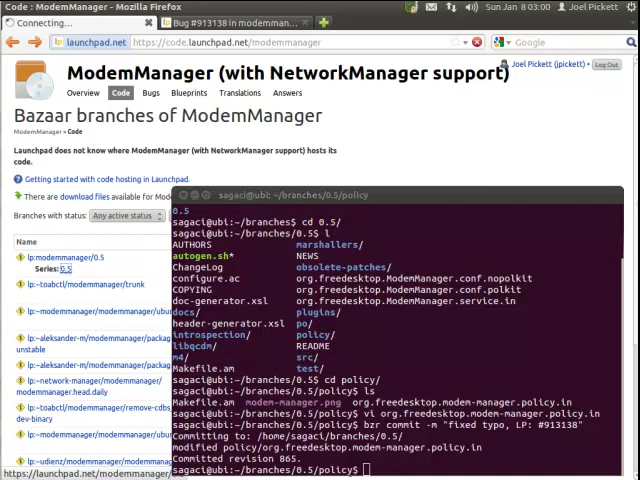 Code : ModemManager - Mozilla Firefox
Sun Jan 8 03:00
Joel Pickett
Connecting...
Bug #913138 in modemman...
launchpad.net
https://code.launchpad.net/modemmanager
Google
ModemManager (with NetworkManager support)
Joel Pickett (jpickett)
Log Out
Overview
Code
Bugs
Blueprints
Translations
Answers
Bazaar branches of ModemManager
ModemManager » Code
Launchpad does not know where ModemManager (with NetworkManager support) hosts its
code.
Getting started with code hosting in Launchpad.
There are download files available for Mode
Branches with status: Any active status
Name
lp:modemmanager/0.5
Series: 0.5
lp:~toabctl/modemmanager/trunk
lp:~modemmanager/modemmanager/ubu
lp:~aleksander-m/modemmanager/packag
unstable
lp:~aleksander-m/modemmanager/packag
lp:~network-manager/modemmanager/
modemmanager.head.daily
lp:~toabctl/modemmanager/remove-cdbs
dev-binary
lp:~modemmanager/modemmanager/ubu
lp:~udienz/modemmanager/modemmanag
https://launchpad.net/modemmanager/
sagaci@ubi: ~/branches/0.5/policy
0.5
sagaci@ubi:~/branches$ cd 0.5/
sagaci@ubi:~/branches/0.5$ l
AUTHORS marshallers/
autogen.sh* NEWS
ChangeLog obsolete-patches/
configure.ac org.freedesktop.ModemManager.conf.nopolkit
COPYING org.freedesktop.ModemManager.conf.polkit
doc-generator.xsl org.freedesktop.ModemManager.service.in
docs/ plugins/
header-generator.xsl po/
introspection/ policy/
libqcdm/ README
m4/ src/
Makefile.am test/
sagaci@ubi:~/branches/0.5$ cd policy/
sagaci@ubi:~/branches/0.5/policy$ ls
Makefile.am modem-manager.png org.freedesktop.modem-manager.policy.in
sagaci@ubi:~/branches/0.5/policy$ vi org.freedesktop.modem-manager.policy.in
sagaci@ubi:~/branches/0.5/policy$ bzr commit -m "fixed typo, LP: #913138"
Committing to: /home/sagaci/branches/0.5/
modified policy/org.freedesktop.modem-manager.policy.in
Committed revision 865.
sagaci@ubi:~/branches/0.5/policy$